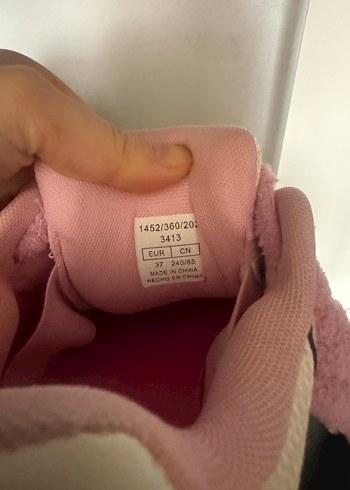 1452/360/202
3413
EUR CN
37 240/85
MADE IN CHINA
HECHO EN CHINA